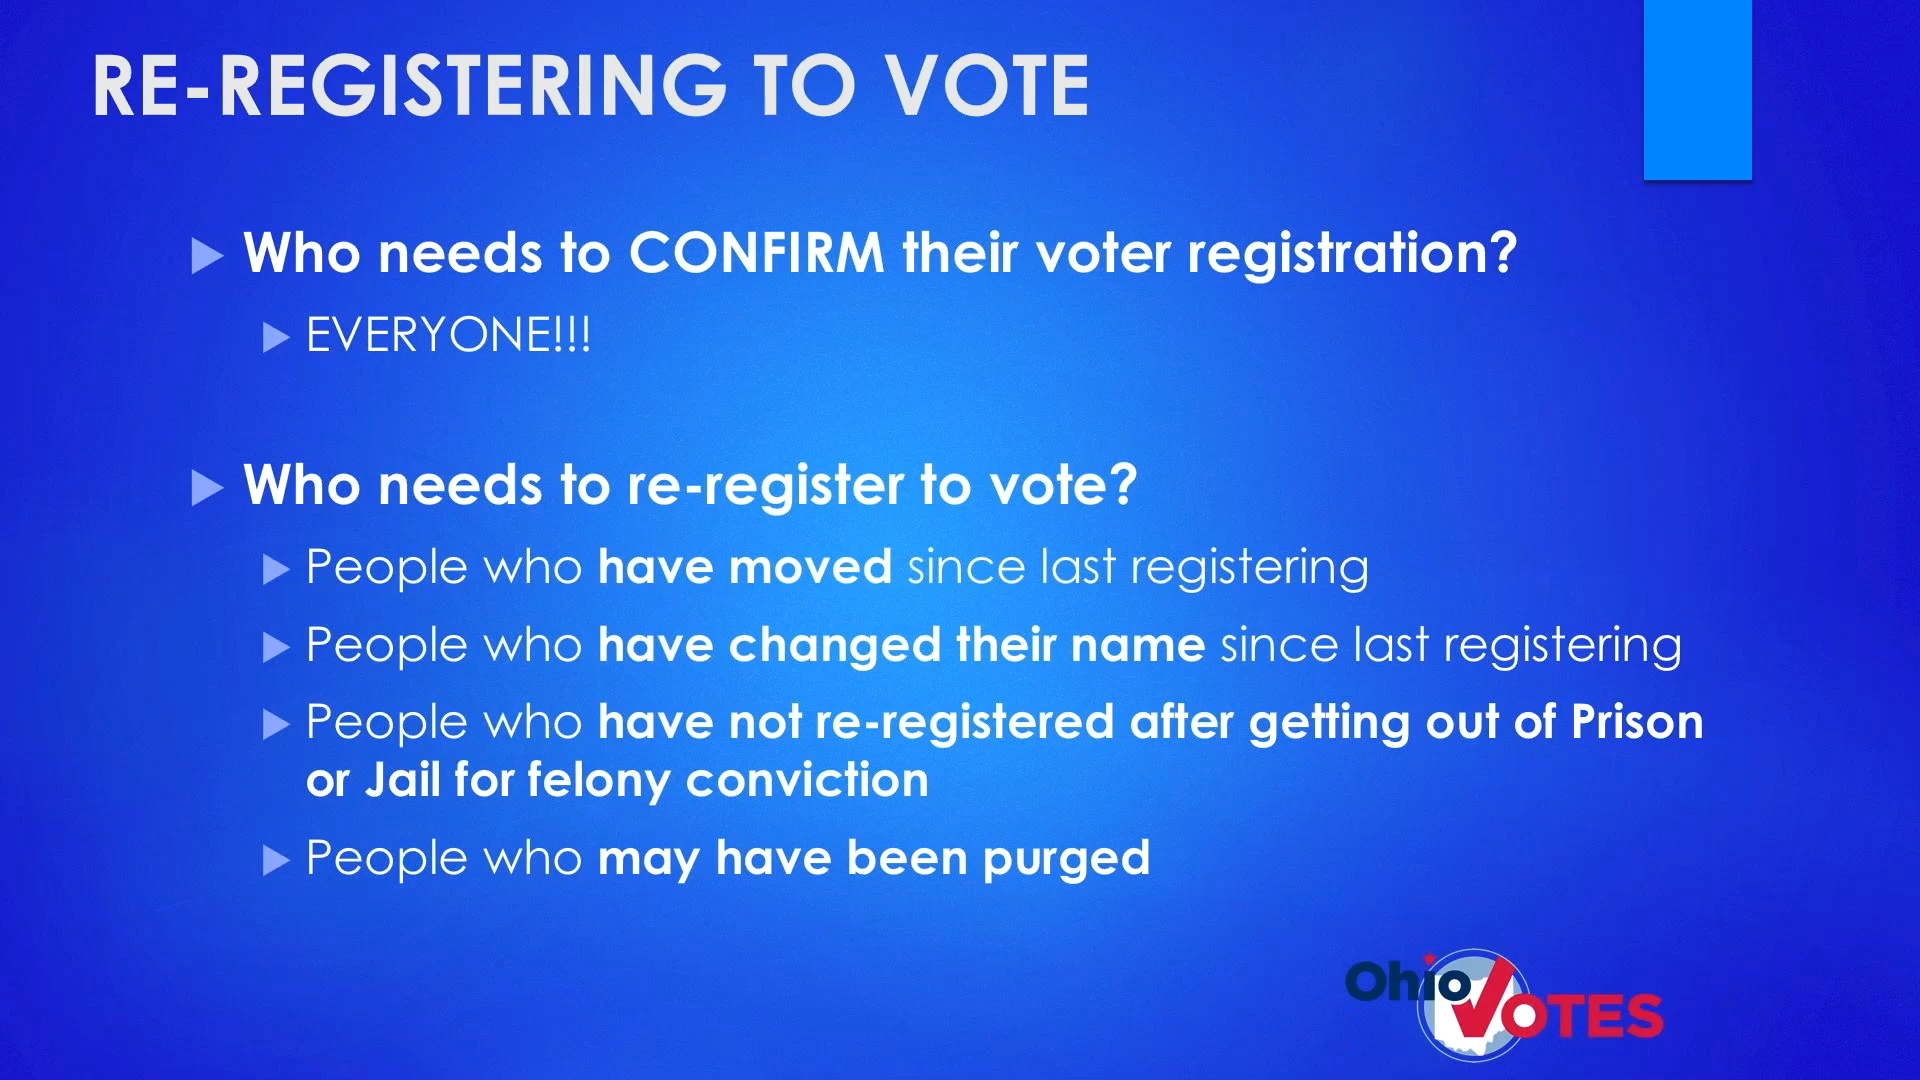 RE-REGISTERING TO VOTE
Who needs to CONFIRM their voter registration?
EVERYONE!!!
Who needs to re-register to vote?
People who have moved since last registering
People who have changed their name since last registering
People who have not re-registered after getting out of Prison
or Jail for felony conviction
People who may have been purged
Ohio VOTES